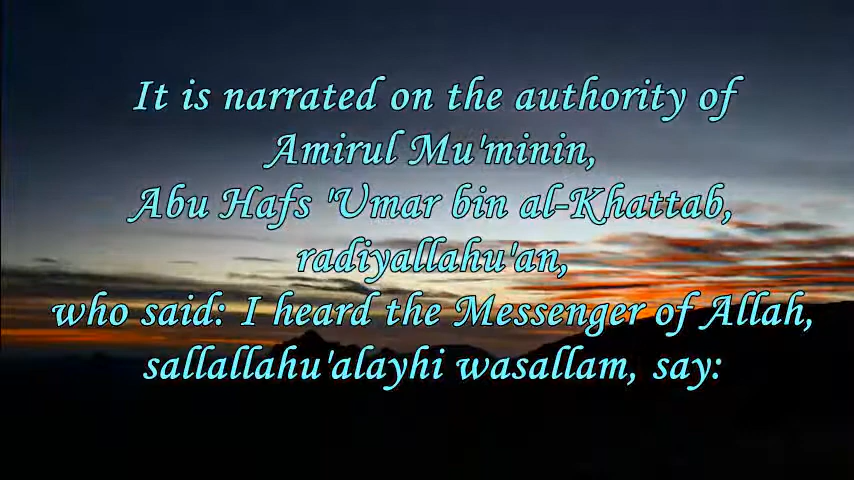 It is narrated on the authority of
Amirul Mu'minin,
Abu Hafs 'Umar bin al-Khattab,
radiyallahu'an,
who said: I heard the Messenger of Allah,
sallallahu'alayhi wasallam, say: